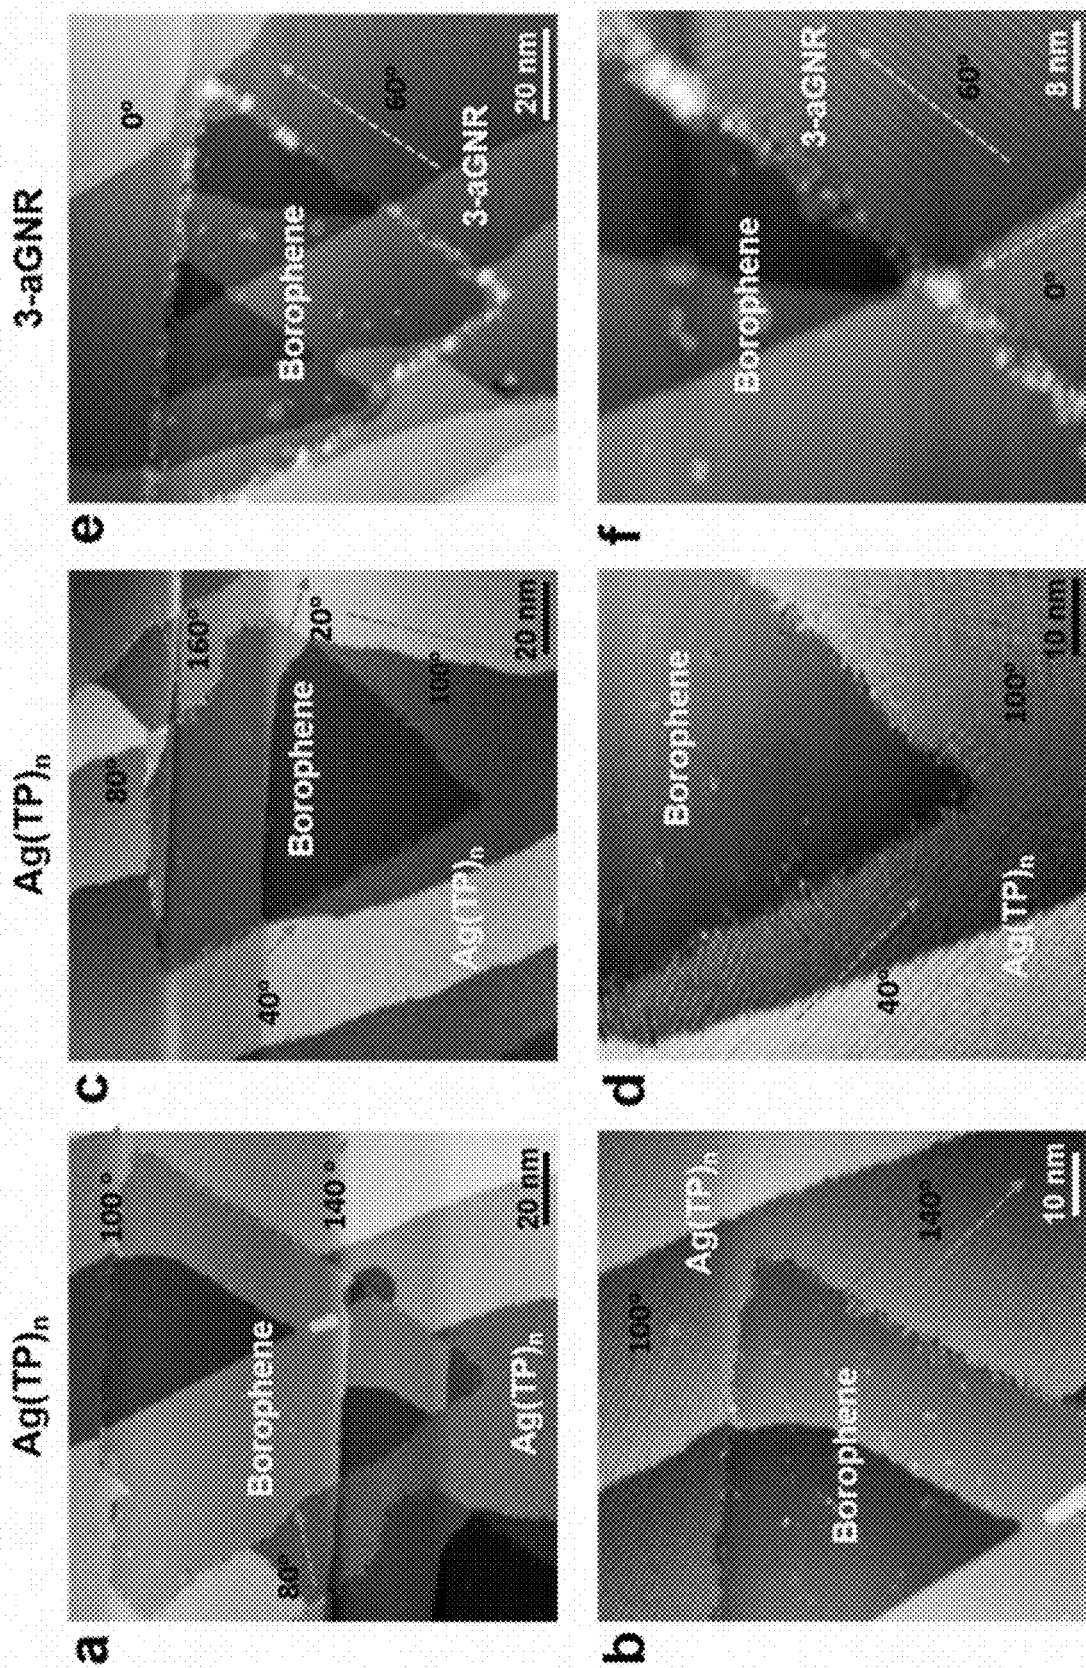 Ag(TP)n
Ag(TP)n
3-aGNR
a
100°
Borophene
80°
140°
Ag(TP)n
20 nm
c
80°
160°
40°
Borophene
20°
100°
Ag(TP)n
20 nm
e
0°
Borophene
60°
3-aGNR
20 nm
b
100°
Ag(TP)n
Borophene
140°
10 nm
d
Borophene
40°
100°
Ag(TP)n
10 nm
f
Borophene
3-aGNR
60°
0°
8 nm